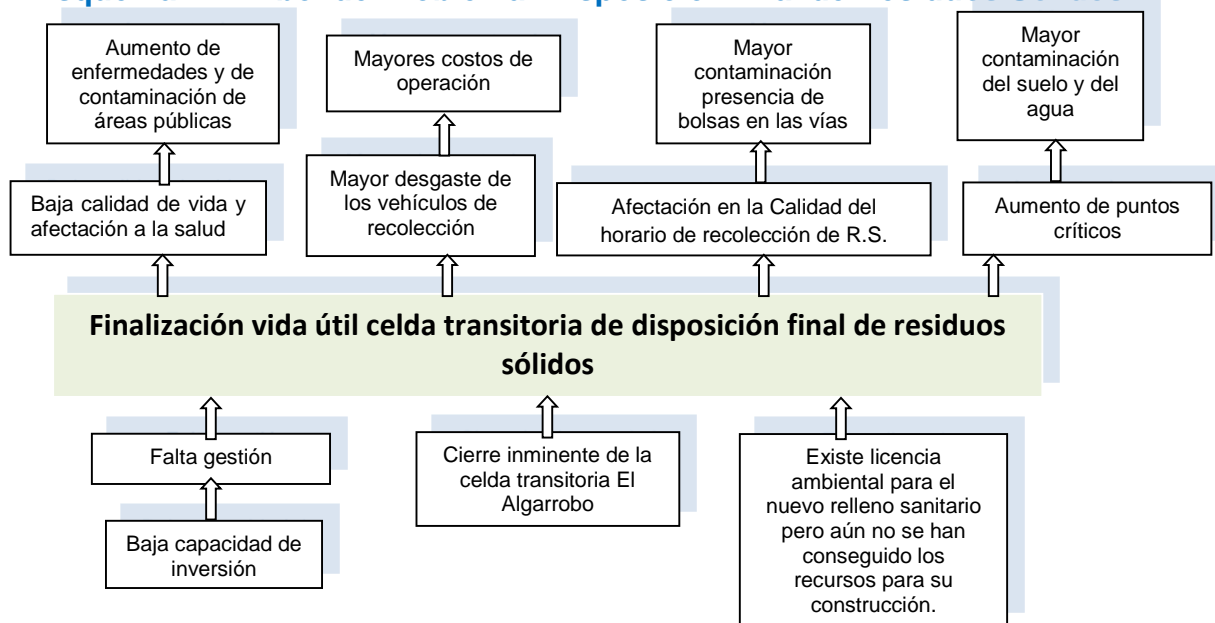 Aumento de
enfermedades y de
contaminación de
áreas públicas
Mayores costos de
operación
Mayor
contaminación
presencia de
bolsas en las vías
Mayor
contaminación
del suelo y del
agua
Baja calidad de vida y
afectación a la salud
Mayor desgaste de
los vehículos de
recolección
Afectación en la Calidad del
horario de recolección de R.S.
Aumento de puntos
críticos
Finalización vida útil celda transitoria de disposición final de residuos
sólidos
Falta gestión
Cierre inminente de la
celda transitoria El
Algarrobo
Existe licencia
ambiental para el
nuevo relleno sanitario
pero aún no se han
conseguido los
recursos para su
construcción.
Baja capacidad de
inversión